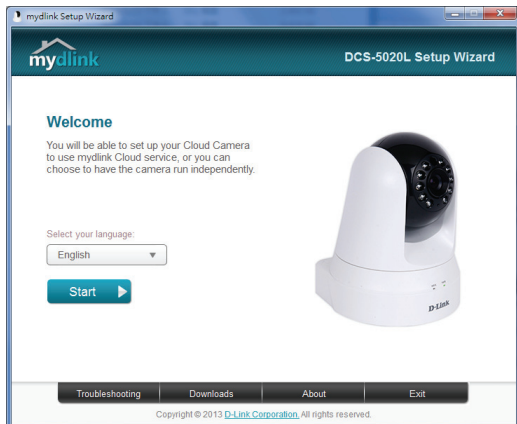 mydlink Setup Wizard
mydlink
DCS-5020L Setup Wizard
Welcome
You will be able to set up your Cloud Camera
to use mydlink Cloud service, or you can
choose to have the camera run independently.
Select your language:
English
Start
D-Link
Troubleshooting
Downloads
About
Exit
Copyright © 2013 D-Link Corporation. All rights reserved.